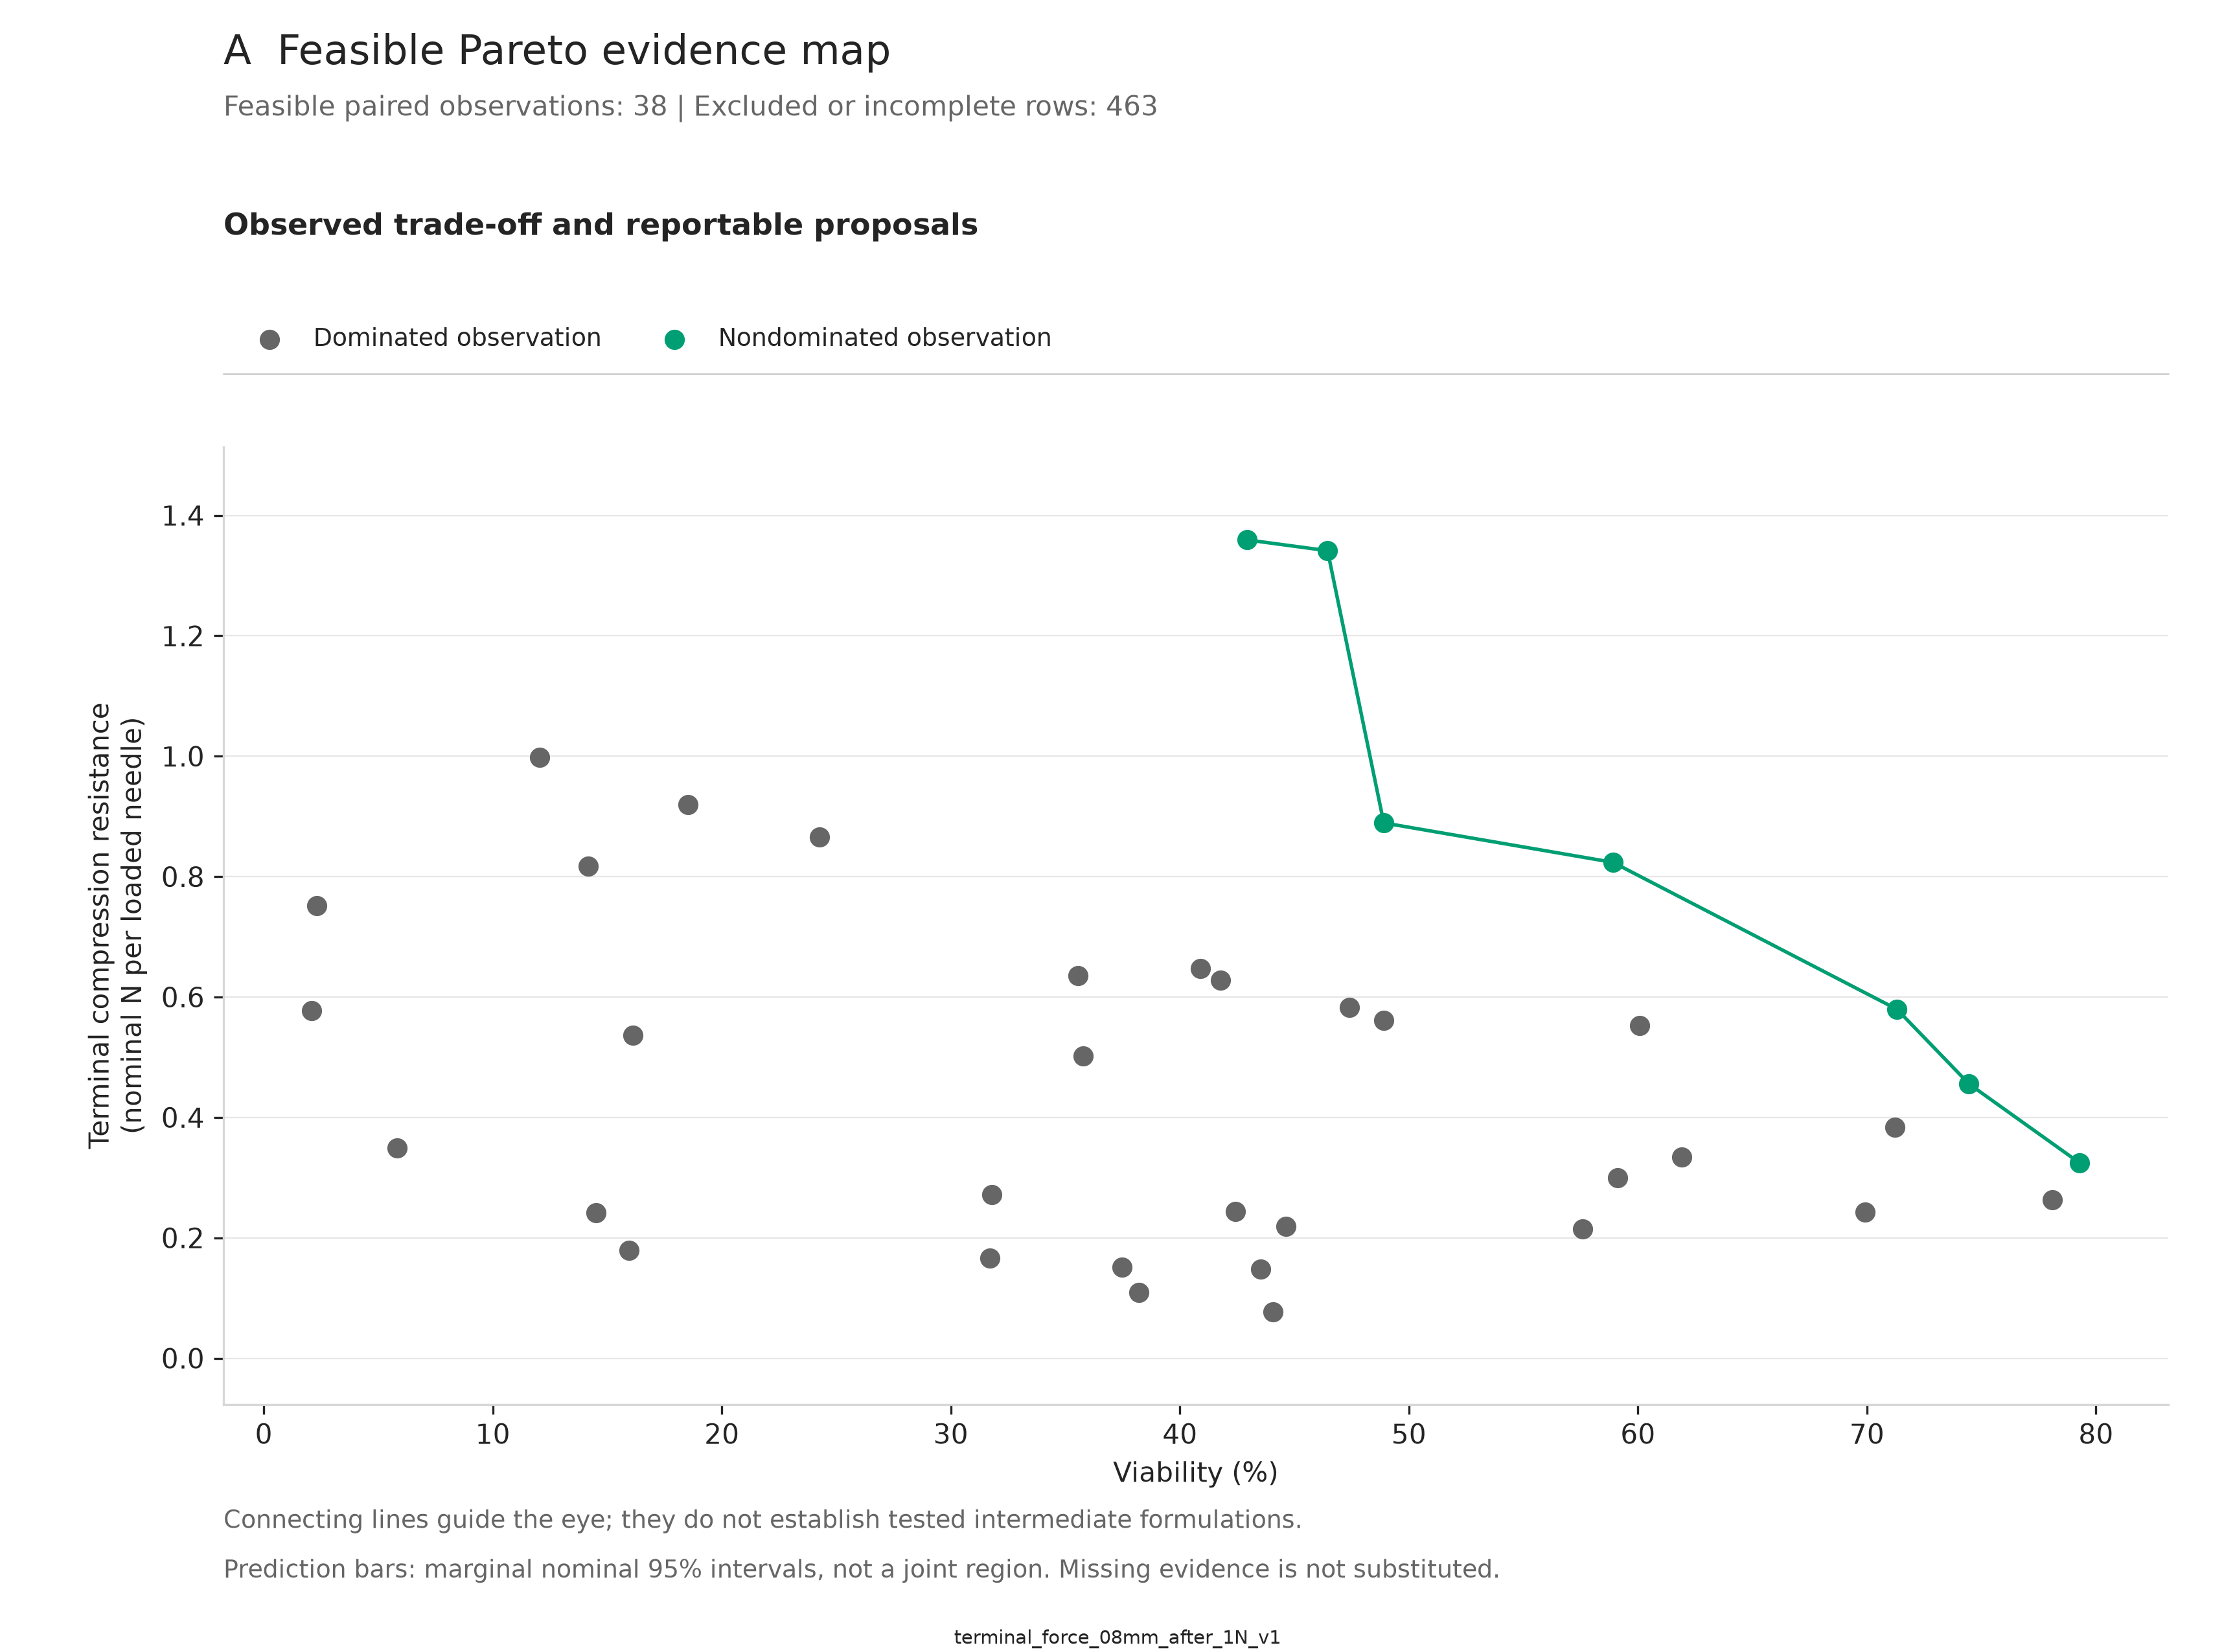 A  Feasible Pareto evidence map
Feasible paired observations: 38 | Excluded or incomplete rows: 463
Observed trade-off and reportable proposals
Dominated observation
Nondominated observation
Terminal compression resistance
(nominal N per loaded needle)
1.4
1.2
1.0
0.8
0.6
0.4
0.2
0.0
0 10 20 30 40 50 60 70 80
Viability (%)
Connecting lines guide the eye; they do not establish tested intermediate formulations.
Prediction bars: marginal nominal 95% intervals, not a joint region. Missing evidence is not substituted.
terminal_force_08mm_after_1N_v1